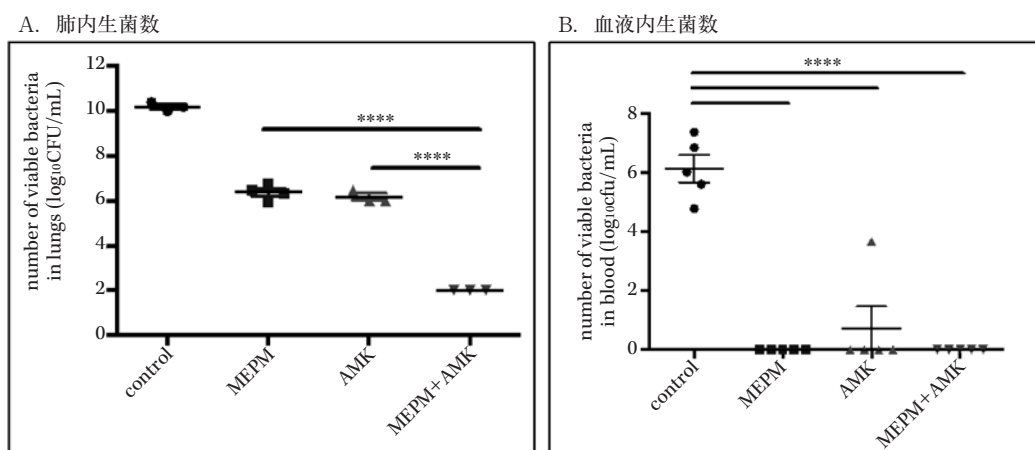 A. 肺内生菌数
number of viable bacteria
in lungs (log₁₀CFU/mL)
12
10
8
6
4
2
0
****
****
control
MEPM
AMK
MEPM+AMK
B. 血液内生菌数
number of viable bacteria
in blood (log₁₀cfu/mL)
8
6
4
2
0
****
control
MEPM
AMK
MEPM+AMK